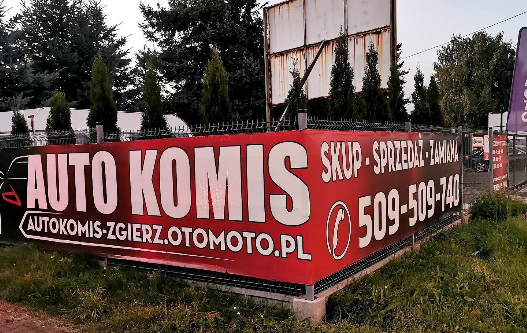 AUTO KOMIS
AUTOKOMIS-ZGIERZ.OTOMOTO.PL
SKUP - SPRZEDAŻ - ZAMIANA
509-509-740